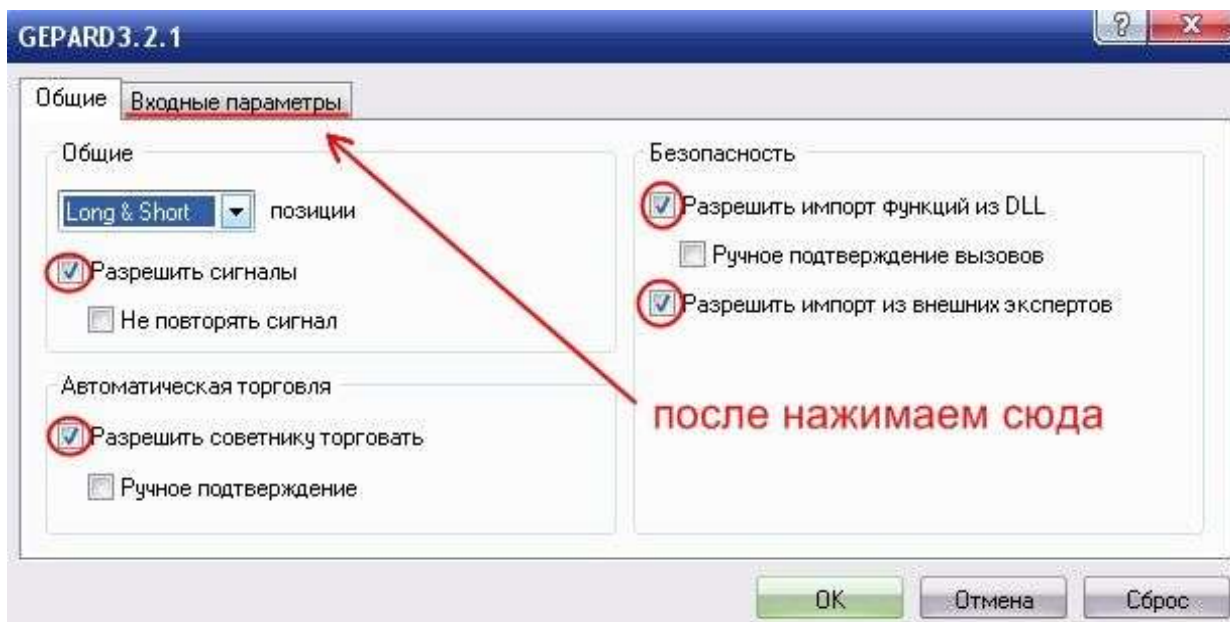 GEPARD3.2.1
Общие
Входные параметры
Общие
Long & Short
позиции
Разрешить сигналы
Не повторять сигнал
Автоматическая торговля
Разрешить советнику торговать
Ручное подтверждение
Безопасность
Разрешить импорт функций из DLL
Ручное подтверждение вызовов
Разрешить импорт из внешних экспертов
после нажимаем сюда
OK
Отмена
Сброс